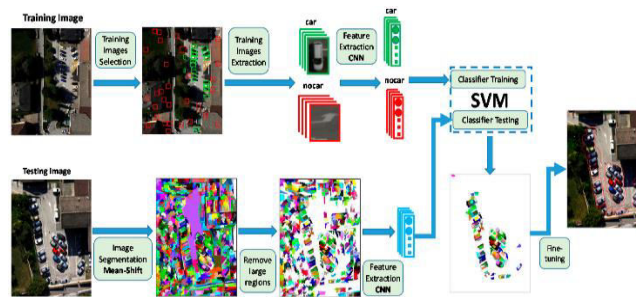 Training Image
Training
Images
Selection
Training
Images
Extraction
car
nocar
Feature
Extraction
CNN
car
nocar
Classifier Training
SVM
Classifier Testing
Testing Image
Image
Segmentation
Mean-Shift
Remove
large
regions
Feature
Extraction
CNN
Fine-
tuning